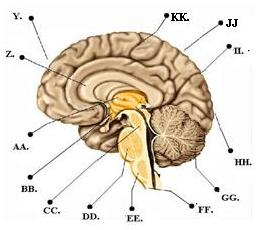 Y.
KK.
JJ
Z.
II.
AA.
HH.
BB.
GG.
CC.
DD.
EE.
FF.